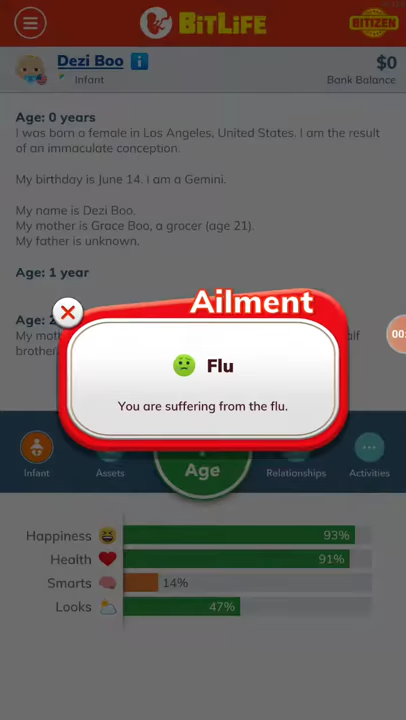 BitLife
BITIZEN
Dezi Boo i
Infant
$0
Bank Balance
Age: 0 years
I was born a female in Los Angeles, United States. I am the result
of an immaculate conception.
My birthday is June 14. I am a Gemini.
My name is Dezi Boo.
My mother is Grace Boo, a grocer (age 21).
My father is unknown.
Age: 1 year
Ailment
Age:
My
alf
brother
00:
Flu
You are suffering from the flu.
Infant
Assets
Age
Relationships
Activities
Happiness 93%
Health 91%
Smarts 14%
Looks 47%